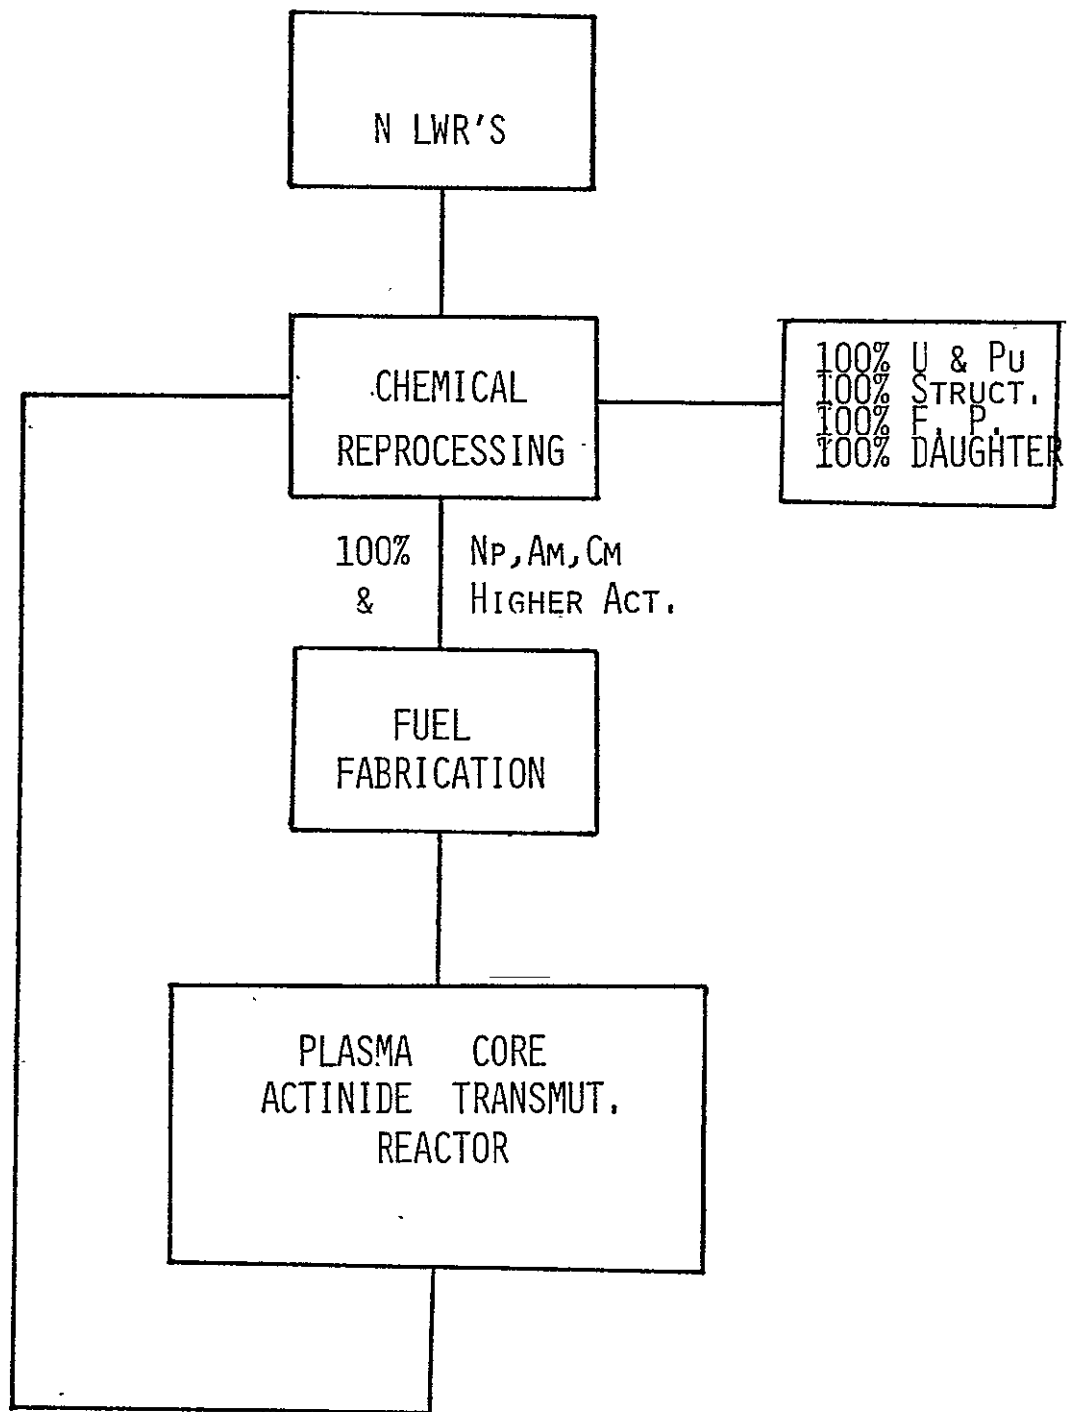 N LWR'S
CHEMICAL
REPROCESSING
100% U & Pu
100% STRUCT.
100% F. P.
100% DAUGHTER
100% NP, AM, CM
& HIGHER ACT.
FUEL
FABRICATION
PLASMA CORE
ACTINIDE TRANSMUT.
REACTOR